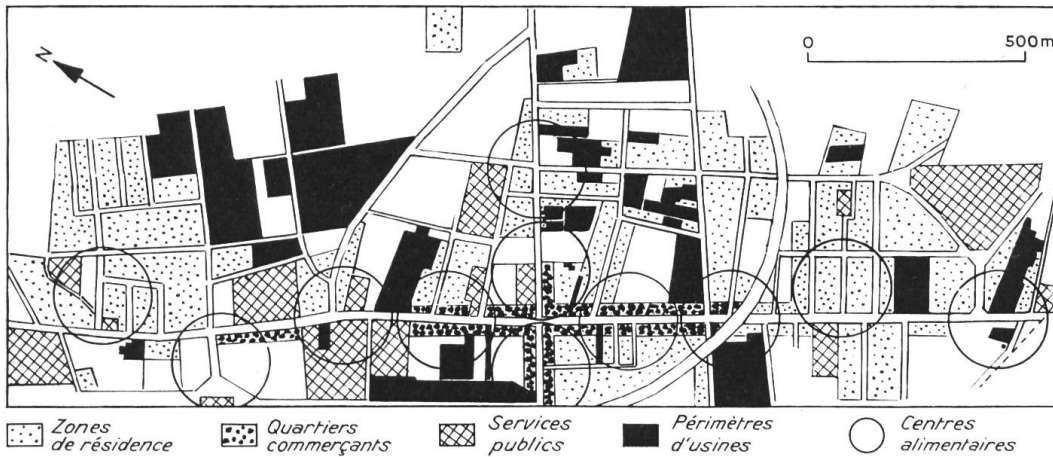 N
0 500m
Zones
de résidence
Quartiers
commerçants
Services
publics
Périmètres
d'usines
Centres
alimentaires